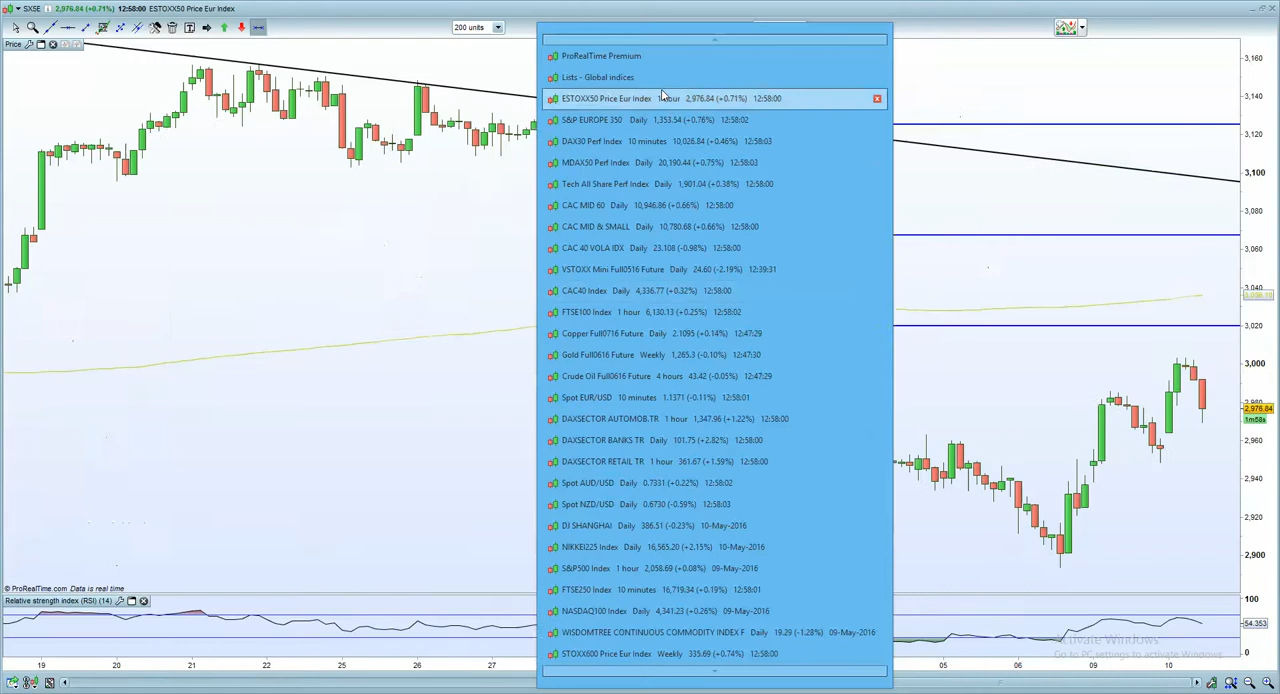 SX5E 2,976.84 (+0.71%) 12:58:00 ESTOXX50 Price Eur Index
200 units
Price
ProRealTime Premium
Lists - Global indices
ESTOXX50 Price Eur Index 1 hour 2,976.84 (+0.71%) 12:58:00
S&P EUROPE 350 Daily 1,353.54 (+0.76%) 12:58:02
DAX30 Perf Index 10 minutes 10,026.84 (+0.46%) 12:58:03
MDAX50 Perf Index Daily 20,190.44 (+0.75%) 12:58:03
Tech All Share Perf Index Daily 1,901.04 (+0.38%) 12:58:00
CAC MID 60 Daily 10,946.86 (+0.66%) 12:58:00
CAC MID & SMALL Daily 10,780.68 (+0.66%) 12:58:00
CAC 40 VOLA IDX Daily 23.108 (-0.98%) 12:58:00
VSTOXX Mini Full0516 Future Daily 24.60 (-2.19%) 12:39:31
CAC40 Index Daily 4,336.77 (+0.32%) 12:58:00
FTSE100 Index 1 hour 6,130.13 (+0.25%) 12:58:02
Copper Full0716 Future Daily 2.1095 (+0.14%) 12:47:29
Gold Full0616 Future Weekly 1,265.3 (-0.10%) 12:47:30
Crude Oil Full0616 Future 4 hours 43.42 (-0.05%) 12:47:29
Spot EUR/USD 10 minutes 1.1371 (-0.11%) 12:58:01
DAXSECTOR AUTOMOB.TR 1 hour 1,347.96 (+1.22%) 12:58:00
DAXSECTOR BANKS TR Daily 101.75 (+2.82%) 12:58:00
DAXSECTOR RETAIL TR 1 hour 361.67 (+1.59%) 12:58:00
Spot AUD/USD Daily 0.7331 (+0.22%) 12:58:02
Spot NZD/USD Daily 0.6730 (-0.59%) 12:58:03
DJ SHANGHAI Daily 386.51 (-0.23%) 10-May-2016
NIKKEI225 Index Daily 16,565.20 (+2.15%) 10-May-2016
S&P500 Index 1 hour 2,058.69 (+0.08%) 09-May-2016
FTSE250 Index 10 minutes 16,719.34 (+0.19%) 12:58:01
NASDAQ100 Index Daily 4,341.23 (+0.26%) 09-May-2016
WISDOMTREE CONTINUOUS COMMODITY INDEX F Daily 19.29 (-1.28%) 09-May-2016
STOXX600 Price Eur Index Weekly 335.69 (+0.74%) 12:58:00
3,160
3,140
3,120
3,100
3,080
3,060
3,040
3,020
3,000
2,976.84
1m58s
2,960
2,940
2,920
2,900
© ProRealTime.com Data is real time
Relative strength index (RSI) (14)
100
54.353
0
Activate Windows
Go to PC settings to activate Windows.
19 20 21 22 25 26 27 05 06 09 10